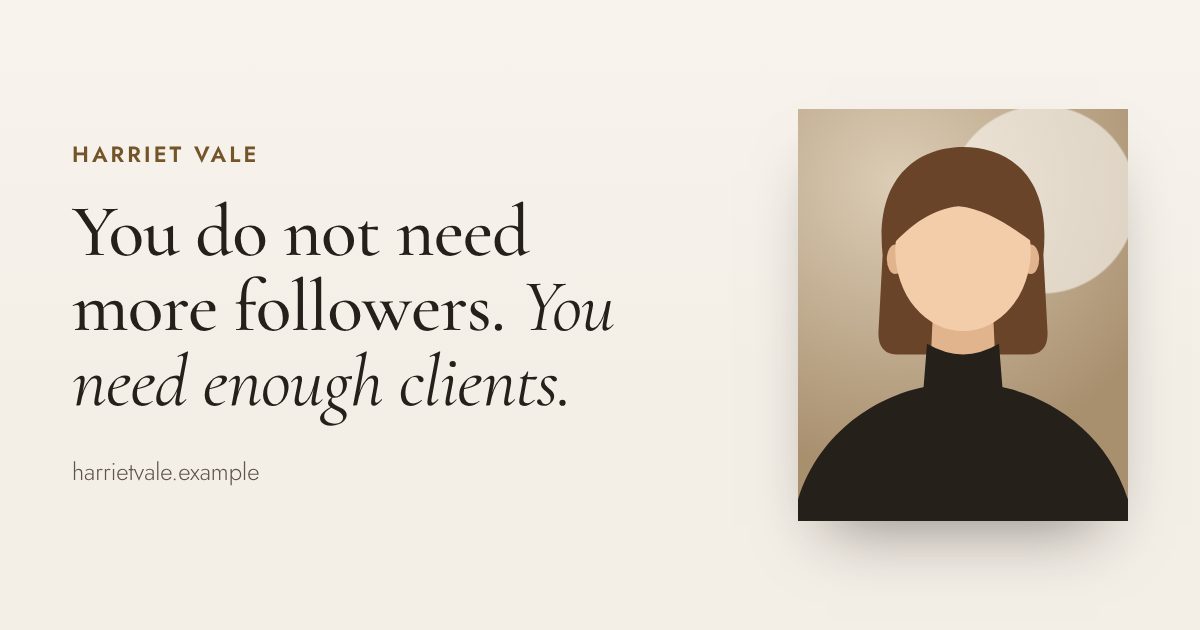 HARRIET VALE
You do not need
more followers. You
need enough clients.
harrietvale.example